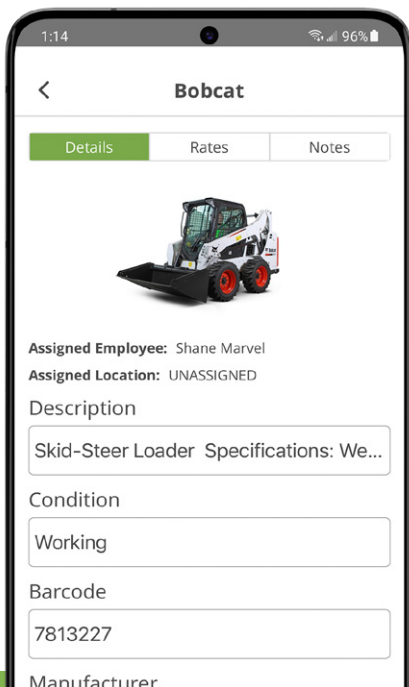 1:14
96%
Bobcat
Details Rates Notes
Assigned Employee: Shane Marvel
Assigned Location: UNASSIGNED
Description
Skid-Steer Loader Specifications: We...
Condition
Working
Barcode
7813227
Manufacturer